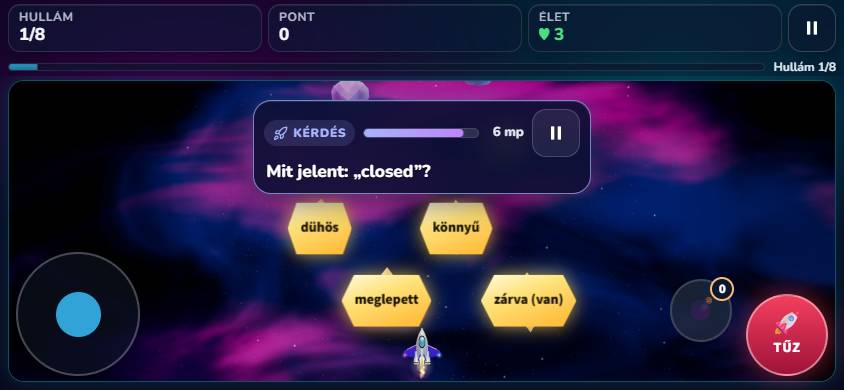 HULLÁM
1/8
PONT
0
ÉLET
3
Hullám 1/8
KÉRDÉS
6 mp
Mit jelent: „closed”?
dühös
könnyű
meglepett
zárva (van)
0
TŰZ